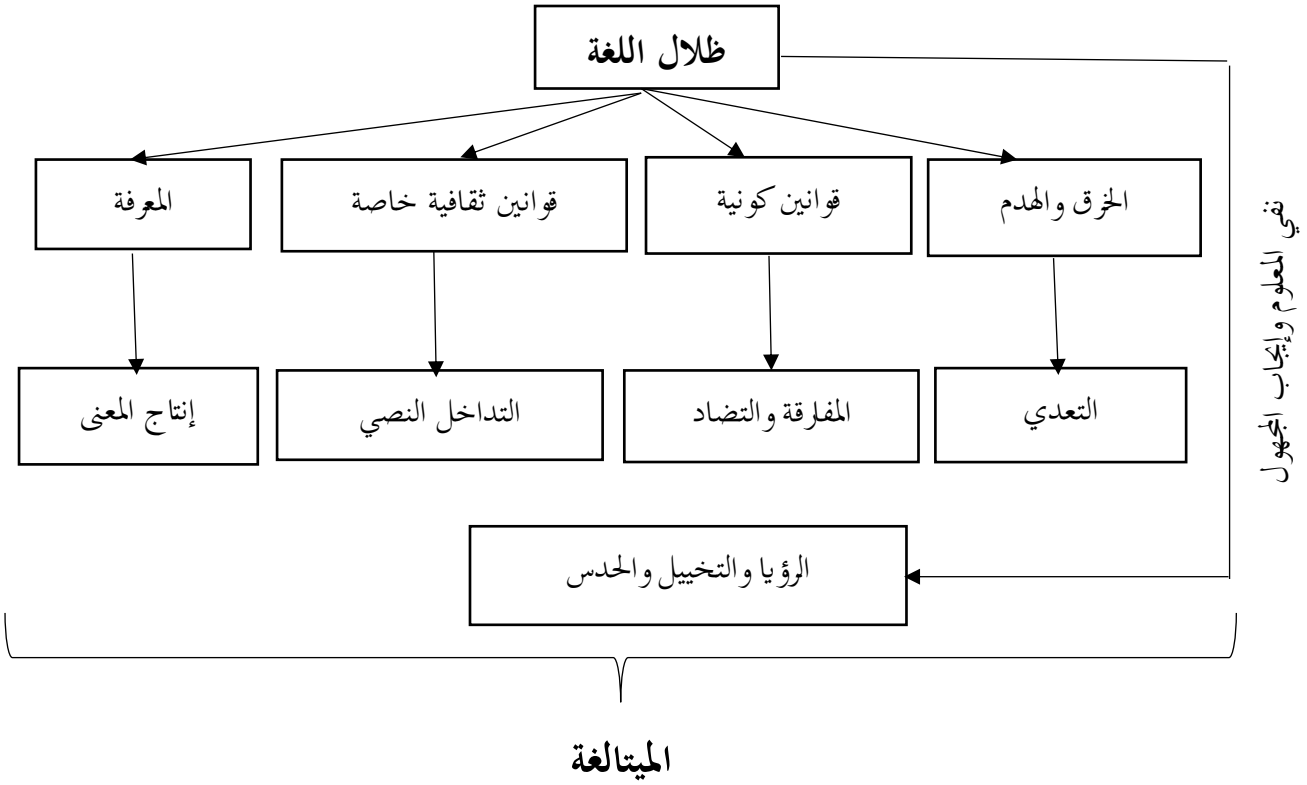 ظلال اللغة
الخرق والهدم
قوانين كونية
قوانين ثقافية خاصة
المعرفة
نفي المعلوم وإيجاب المجهول
التعدي
المفارقة والتضاد
التداخل النصي
إنتاج المعنى
الرؤيا والتخييل والحدس
الميتالغة